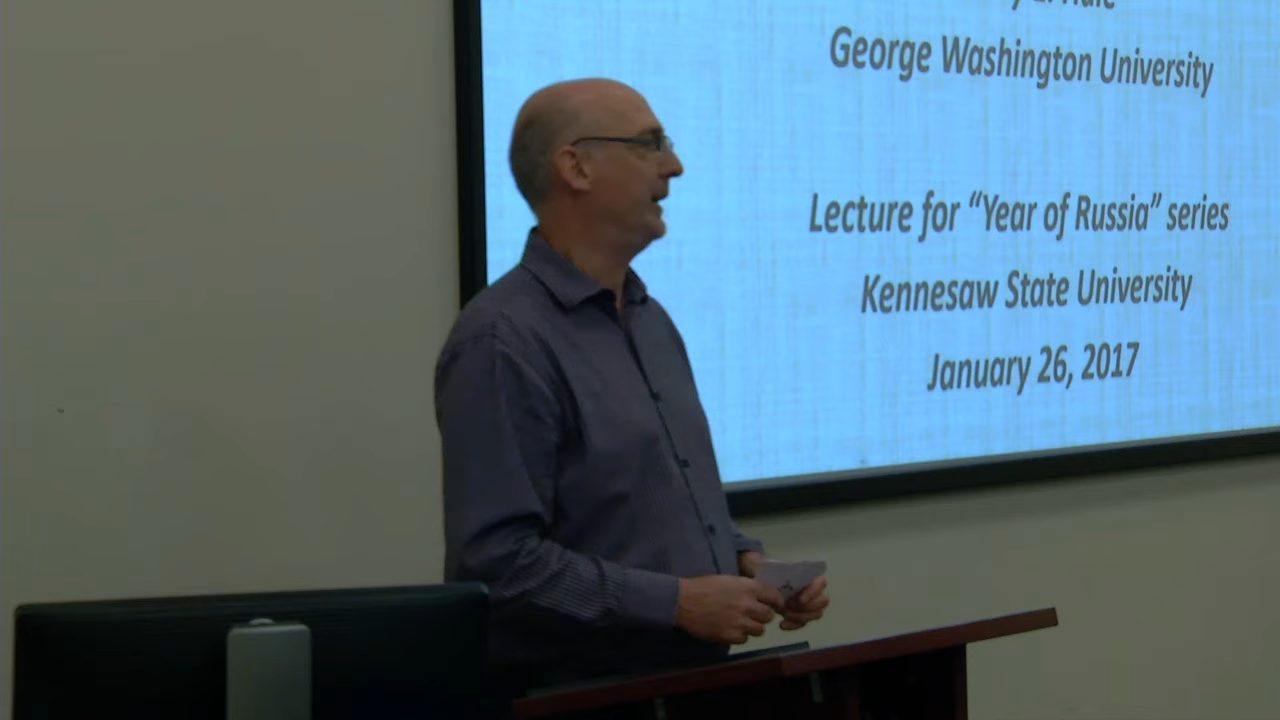 George Washington University
Lecture for “Year of Russia” series
Kennesaw State University
January 26, 2017